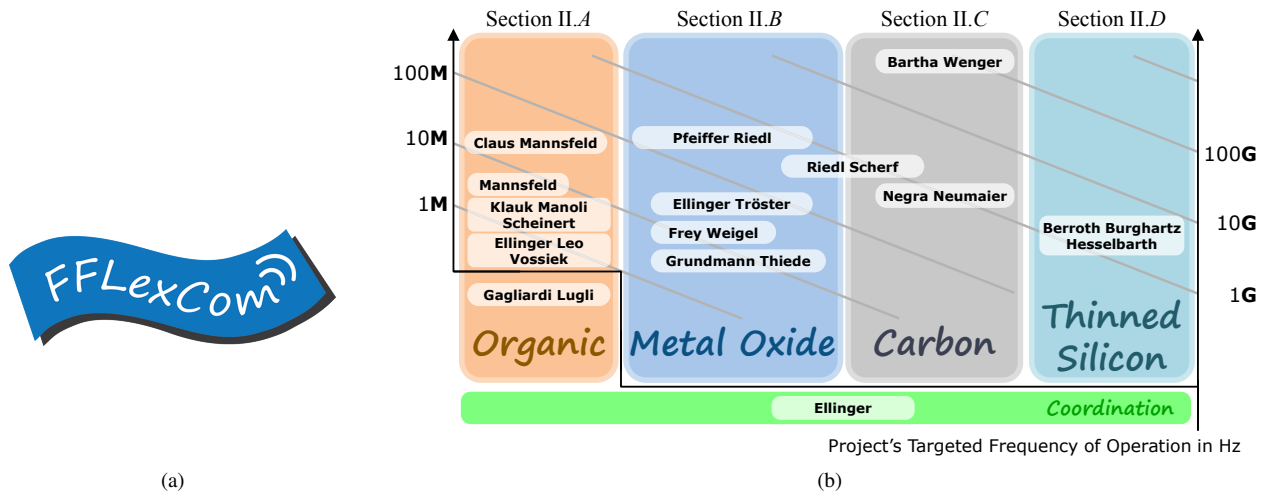 FFLexCom
(a)
Section II.A
Section II.B
Section II.C
Section II.D
100M
10M
1M
100G
10G
1G
Claus Mannsfeld
Mannsfeld
Klauk Manoli
Scheinert
Ellinger Leo
Vossiek
Gagliardi Lugli
Organic
Pfeiffer Riedl
Riedl Scherf
Ellinger Tröster
Frey Weigel
Grundmann Thiede
Metal Oxide
Bartha Wenger
Negra Neumaier
Carbon
Berroth Burghartz
Hesselbarth
Thinned
Silicon
Ellinger
Coordination
Project's Targeted Frequency of Operation in Hz
(b)